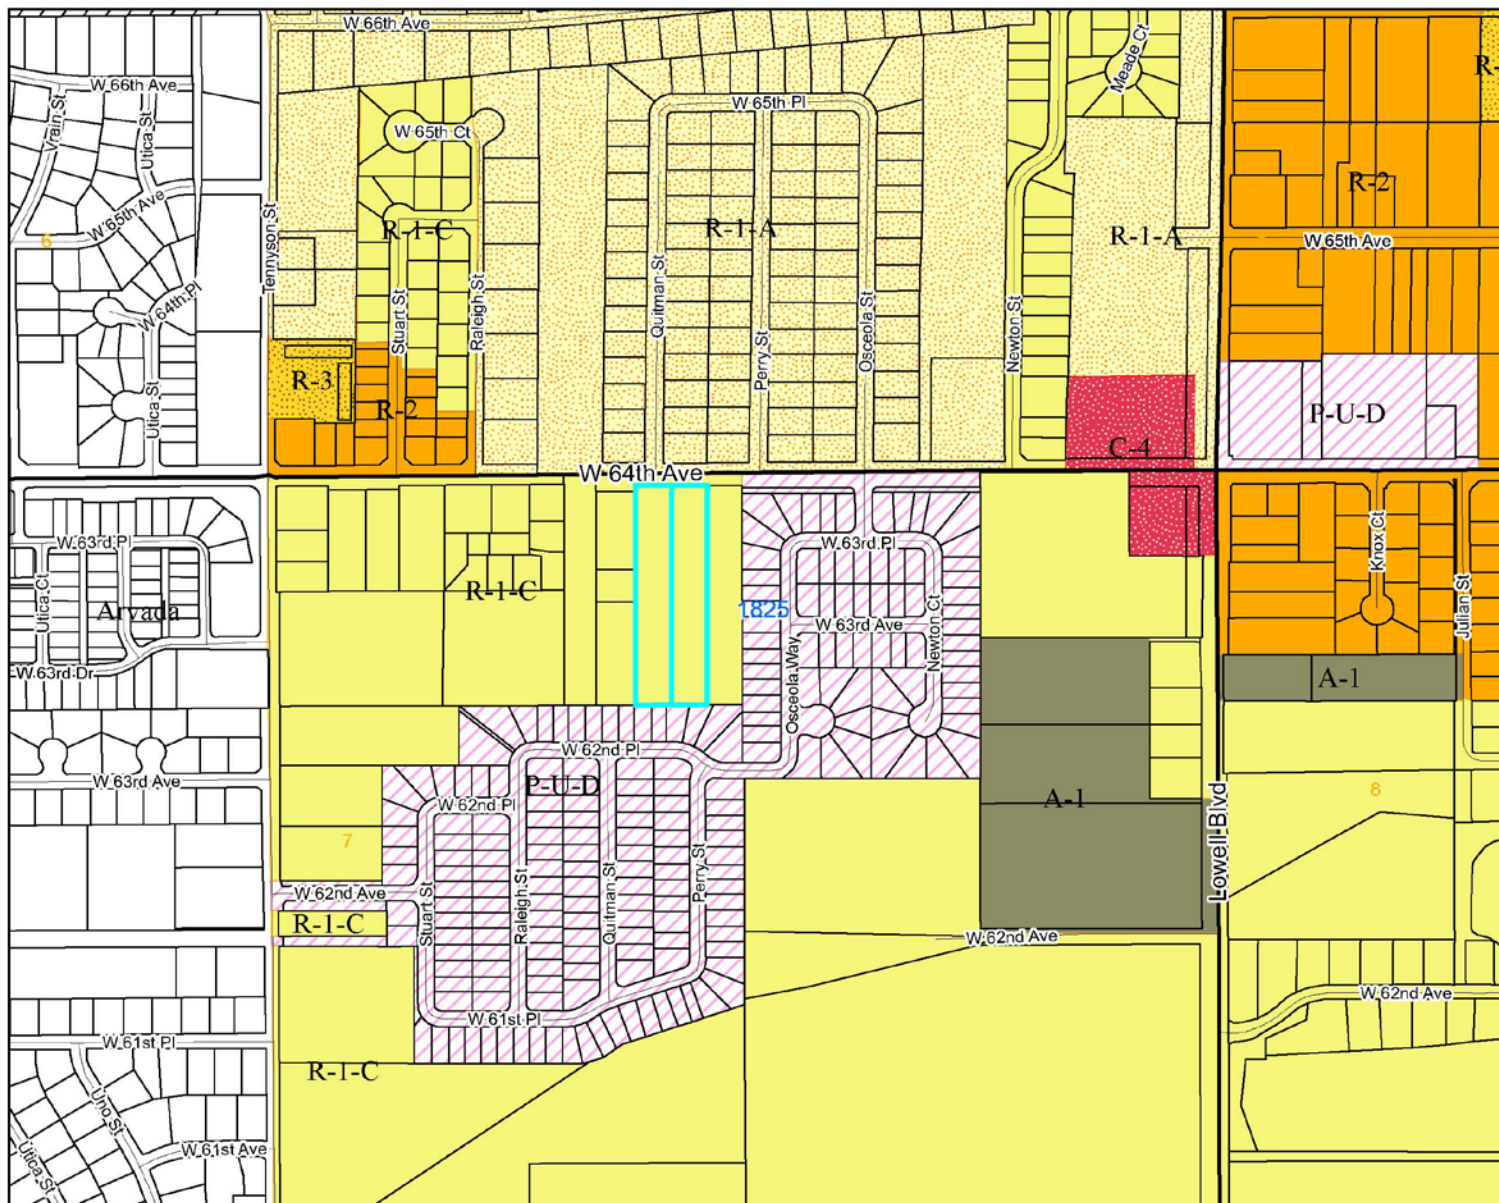 W 66th Ave
Meade Ct
R-
W 66th Ave
Vrain St
Utica St
W 65th Ct
W 65th Pl
W 65th Ave
6
Tennyson St
R-1-C
R-1-A
R-1-A
R-2
W 65th Ave
W 64th Pl
Stuart St
Raleigh St
Quitman St
Perry St
Osceola St
Newton St
Utica St
R-3
R-2
C-4
P-U-D
W 64th Ave
W 63rd Pl
Utica Ct
Arvada
W 63rd Dr
R-1-C
1825
W 63rd Pl
W 63rd Ave
Newton Ct
Osceola Way
Knox Ct
Julian St
A-1
W 63rd Ave
W 62nd Pl
P-U-D
W 62nd Pl
A-1
Lowell Blvd
8
7
W 62nd Ave
R-1-C
Stuart St
Raleigh St
Quitman St
Perry St
W 62nd Ave
W 62nd Ave
W 61st Pl
W 61st Pl
R-1-C
Uno St
Utica St
W 61st Ave